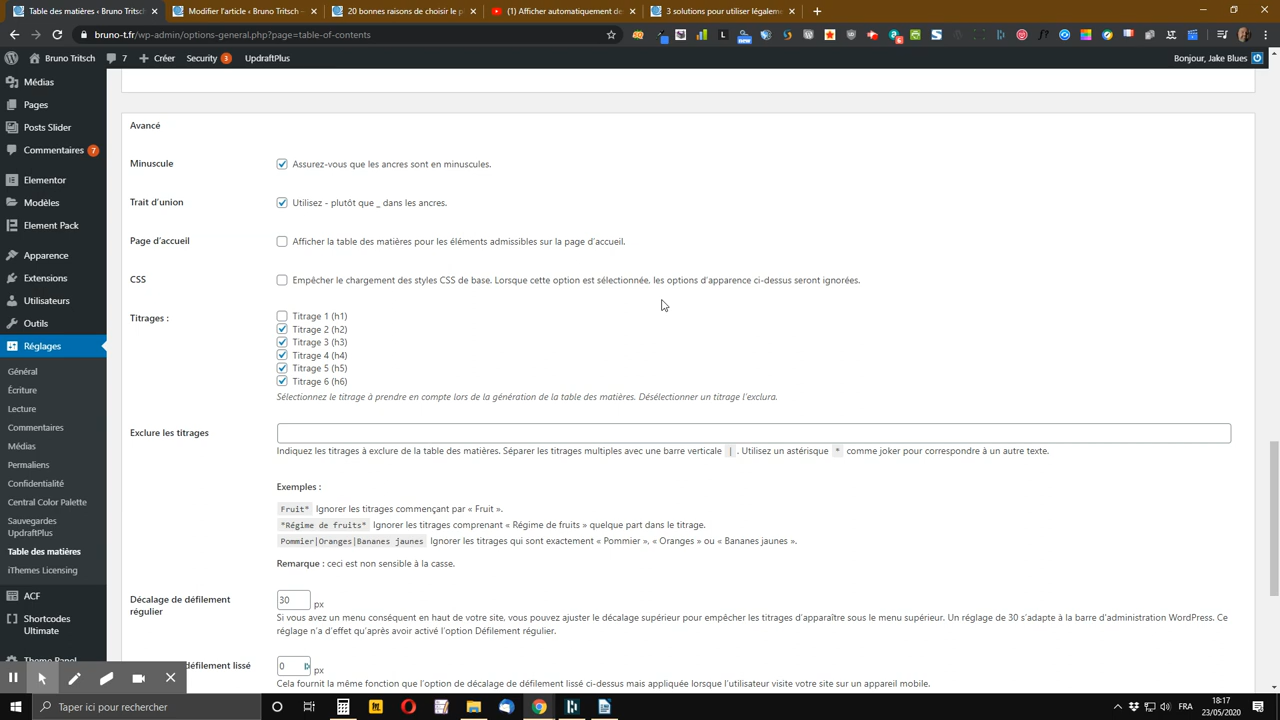 Table des matières ‹ Bruno Tritsch
Modifier l'article ‹ Bruno Tritsch –
20 bonnes raisons de choisir le p
(1) Afficher automatiquement de
3 solutions pour utiliser légaleme
bruno-t.fr/wp-admin/options-general.php?page=table-of-contents
Bruno Tritsch
7
Créer
Security 3
UpdraftPlus
Bonjour, Jake Blues
Médias
Pages
Posts Slider
Commentaires 7
Elementor
Modèles
Element Pack
Apparence
Extensions
Utilisateurs
Outils
Réglages
Général
Écriture
Lecture
Commentaires
Médias
Permaliens
Confidentialité
Central Color Palette
Sauvegardes
UpdraftPlus
Table des matières
iThemes Licensing
ACF
Shortcodes
Ultimate
Theme Panel
Avancé
Minuscule
Assurez-vous que les ancres sont en minuscules.
Trait d'union
Utilisez - plutôt que _ dans les ancres.
Page d'accueil
Afficher la table des matières pour les éléments admissibles sur la page d'accueil.
CSS
Empêcher le chargement des styles CSS de base. Lorsque cette option est sélectionnée, les options d'apparence ci-dessus seront ignorées.
Titrages :
Titrage 1 (h1)
Titrage 2 (h2)
Titrage 3 (h3)
Titrage 4 (h4)
Titrage 5 (h5)
Titrage 6 (h6)
Sélectionnez le titrage à prendre en compte lors de la génération de la table des matières. Désélectionner un titrage l'exclura.
Exclure les titrages
Indiquez les titrages à exclure de la table des matières. Séparer les titrages multiples avec une barre verticale | . Utilisez un astérisque * comme joker pour correspondre à un autre texte.
Exemples :
Fruit* Ignorer les titrages commençant par « Fruit ».
*Régime de fruits* Ignorer les titrages comprenant « Régime de fruits » quelque part dans le titrage.
Pommier|Oranges|Bananes jaunes Ignorer les titrages qui sont exactement « Pommier », « Oranges » ou « Bananes jaunes ».
Remarque : ceci est non sensible à la casse.
Décalage de défilement
régulier
30 px
Si vous avez un menu conséquent en haut de votre site, vous pouvez ajuster le décalage supérieur pour empêcher les titrages d'apparaître sous le menu supérieur. Un réglage de 30 s'adapte à la barre d'administration WordPress. Ce
réglage n'a d'effet qu'après avoir activé l'option Défilement régulier.
défilement lissé
0 px
Cela fournit la même fonction que l'option de décalage de défilement lissé ci-dessus mais appliquée lorsque l'utilisateur visite votre site sur un appareil mobile.
Taper ici pour rechercher
FRA
18:17
23/05/2020